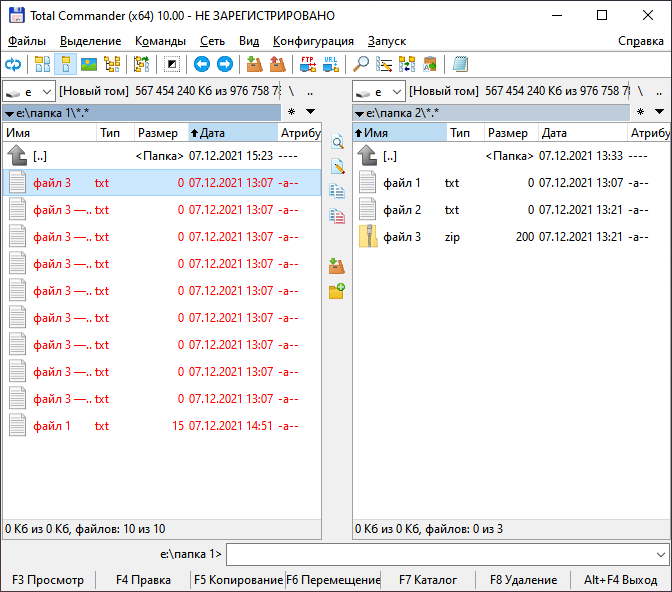 Total Commander (x64) 10.00 - НЕ ЗАРЕГИСТРИРОВАНО
Файлы Выделение Команды Сеть Вид Конфигурация Запуск Справка
FTP URL
e [Новый том] 567 454 240 Кб из 976 758 7 \ .. e [Новый том] 567 454 240 Кб из 976 758 7 \ ..
e:\папка 1\*.* * e:\папка 2\*.* *
Имя Тип Размер Дата Атрибу Имя Тип Размер Дата Атрибу
[..] <Папка> 07.12.2021 15:23 ---- [..] <Папка> 07.12.2021 13:33 ----
файл 3 txt 0 07.12.2021 13:07 -a-- файл 1 txt 0 07.12.2021 13:07 -a--
файл 3 —.. txt 0 07.12.2021 13:07 -a-- файл 2 txt 0 07.12.2021 13:21 -a--
файл 3 —.. txt 0 07.12.2021 13:07 -a-- файл 3 zip 200 07.12.2021 13:21 -a--
файл 3 —.. txt 0 07.12.2021 13:07 -a--
файл 3 —.. txt 0 07.12.2021 13:07 -a--
файл 3 —.. txt 0 07.12.2021 13:07 -a--
файл 3 —.. txt 0 07.12.2021 13:07 -a--
файл 3 —.. txt 0 07.12.2021 13:07 -a--
файл 3 —.. txt 0 07.12.2021 13:07 -a--
файл 1 txt 15 07.12.2021 14:51 -a--
0 Кб из 0 Кб, файлов: 10 из 10 0 Кб из 0 Кб, файлов: 0 из 3
e:\папка 1>
F3 Просмотр F4 Правка F5 Копирование F6 Перемещение F7 Каталог F8 Удаление Alt+F4 Выход